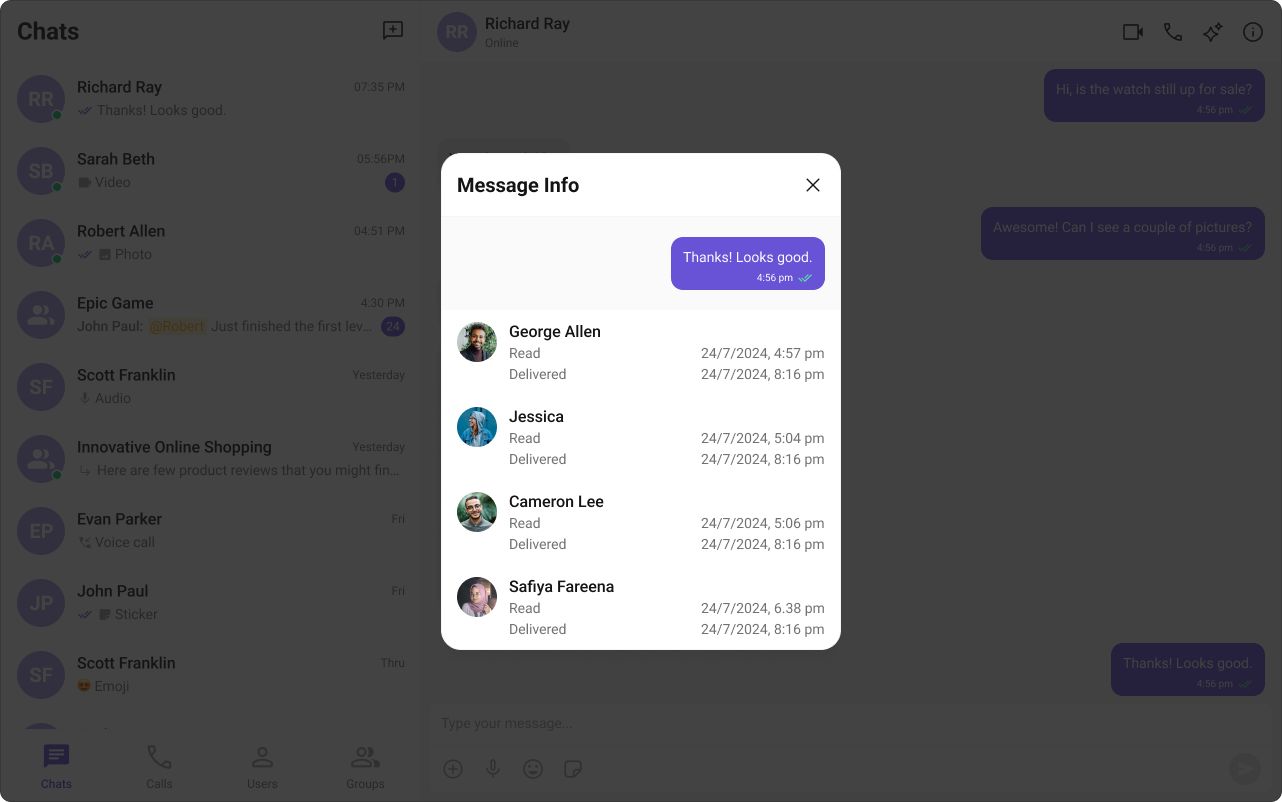 Chats
RR
Richard Ray
07:35 PM
Thanks! Looks good.
SB
Sarah Beth
05:56PM
Video
1
RA
Robert Allen
04:51 PM
Photo
Epic Game
4:30 PM
John Paul: @Robert Just finished the first lev...
24
SF
Scott Franklin
Yesterday
Audio
Innovative Online Shopping
Yesterday
Here are few product reviews that you might fin...
EP
Evan Parker
Fri
Voice call
JP
John Paul
Fri
Sticker
SF
Scott Franklin
Thru
Emoji
Chats
Calls
Users
Groups
RR
Richard Ray
Online
Hi, is the watch still up for sale?
4:56 pm
Awesome! Can I see a couple of pictures?
4:56 pm
Message Info
Thanks! Looks good.
4:56 pm
George Allen
Read 24/7/2024, 4:57 pm
Delivered 24/7/2024, 8:16 pm
Jessica
Read 24/7/2024, 5:04 pm
Delivered 24/7/2024, 8:16 pm
Cameron Lee
Read 24/7/2024, 5:06 pm
Delivered 24/7/2024, 8:16 pm
Safiya Fareena
Read 24/7/2024, 6.38 pm
Delivered 24/7/2024, 8:16 pm
Thanks! Looks good.
4:56 pm
Type your message...